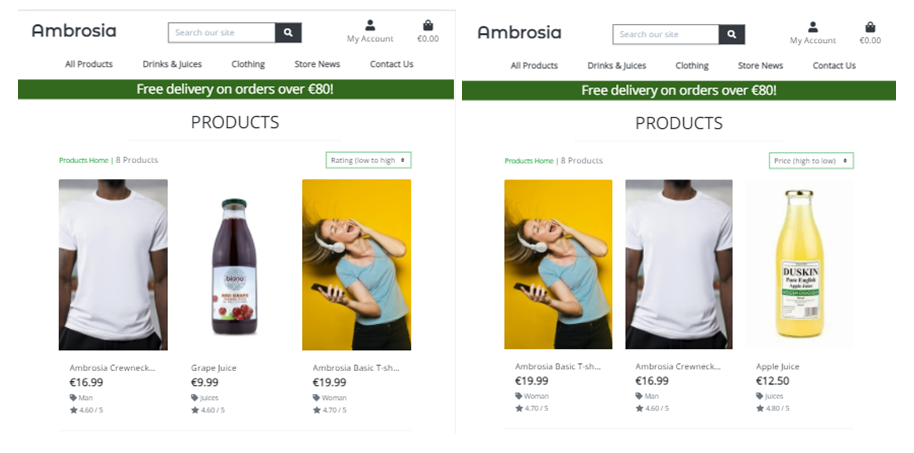 Ambrosia
Search our site
My Account
€0.00
All Products Drinks & Juices Clothing Store News Contact Us
Free delivery on orders over €80!
PRODUCTS
Products Home | 8 Products
Rating (low to high
biona
RED GRAPE
Ambrosia Crewneck...
€16.99
Man
4.60 / 5
Grape Juice
€9.99
Juices
4.60 / 5
Ambrosia Basic T-sh...
€19.99
Woman
4.70 / 5
Ambrosia
Search our site
My Account
€0.00
All Products Drinks & Juices Clothing Store News Contact Us
Free delivery on orders over €80!
PRODUCTS
Products Home | 8 Products
Price (high to low)
DUSKIN
Pure English
Apple Juice
Ambrosia Basic T-sh...
€19.99
Woman
4.70 / 5
Ambrosia Crewneck...
€16.99
Man
4.60 / 5
Apple Juice
€12.50
Juices
4.80 / 5